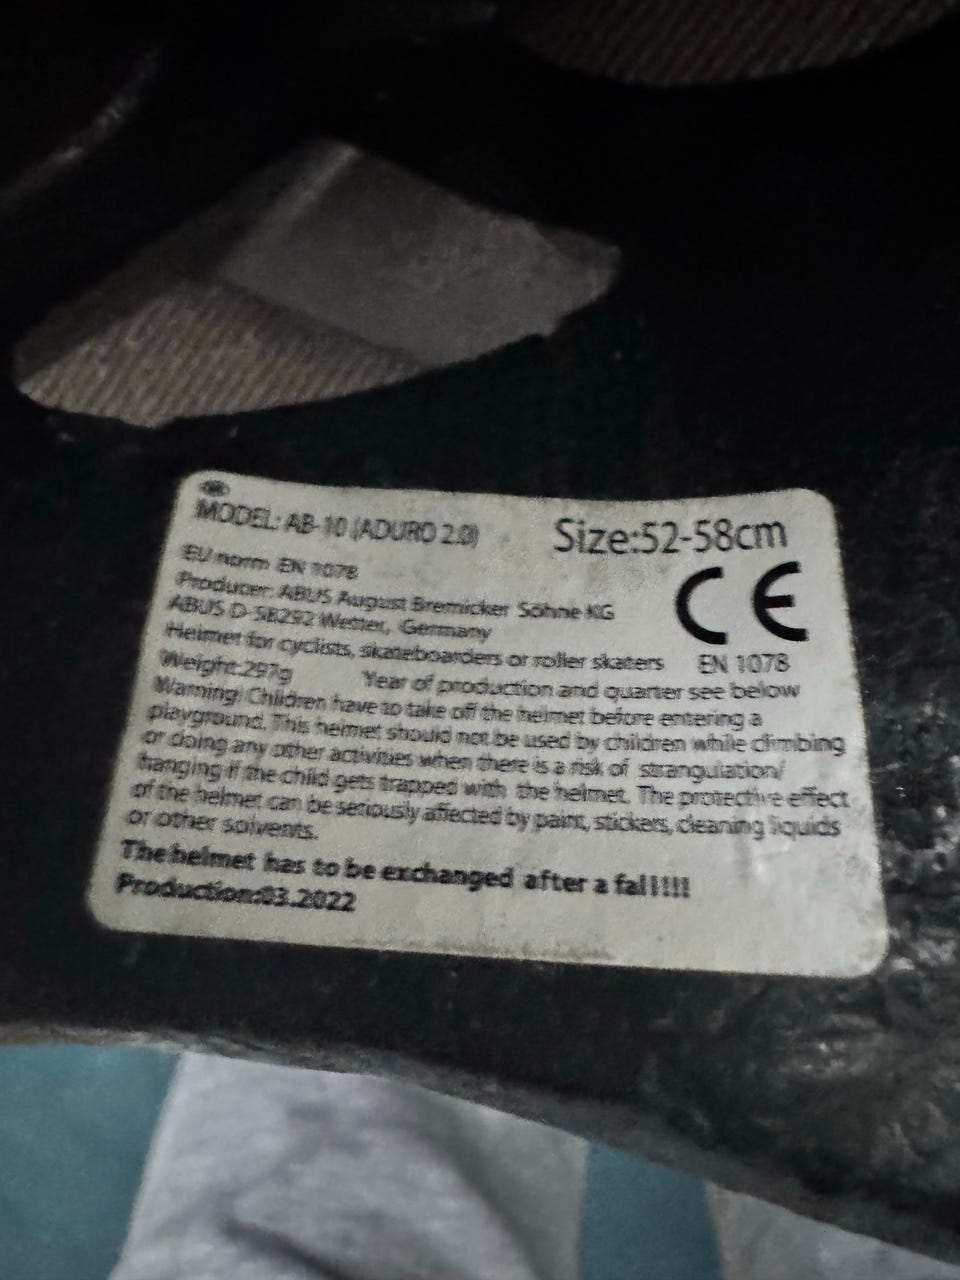 MODEL: AB-10 (ADURO 2.0)
Size:52-58cm
EU norm EN 1078
Producer: ABUS August Bremicker Söhne KG
ABUS D-58292 Wetter, Germany
CE
Helmet for cyclists, skateboarders or roller skaters
EN 1078
Weight:297g Year of production and quarter see below
Warning! Children have to take off the helmet before entering a
playground. This helmet should not be used by children while climbing
or doing any other activities when there is a risk of strangulation/
hanging if the child gets trapped with the helmet. The protective effect
of the helmet can be seriously affected by paint, stickers, cleaning liquids
or other solvents.
The helmet has to be exchanged after a fall!!!!
Production:03.2022